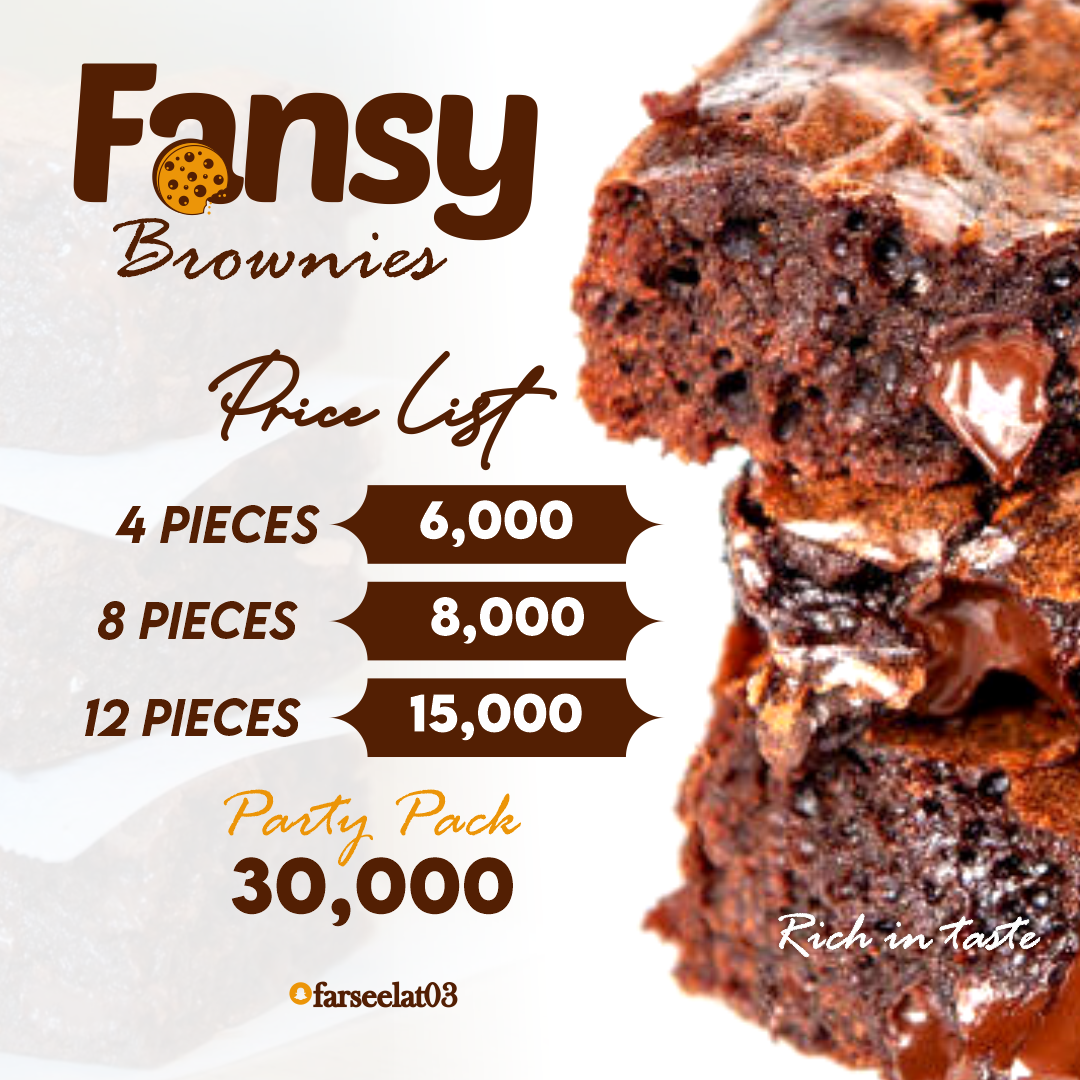 Fansy
Brownies
Price List
4 PIECES 6,000
8 PIECES 8,000
12 PIECES 15,000
Party Pack
30,000
Rich in taste
farseelat03